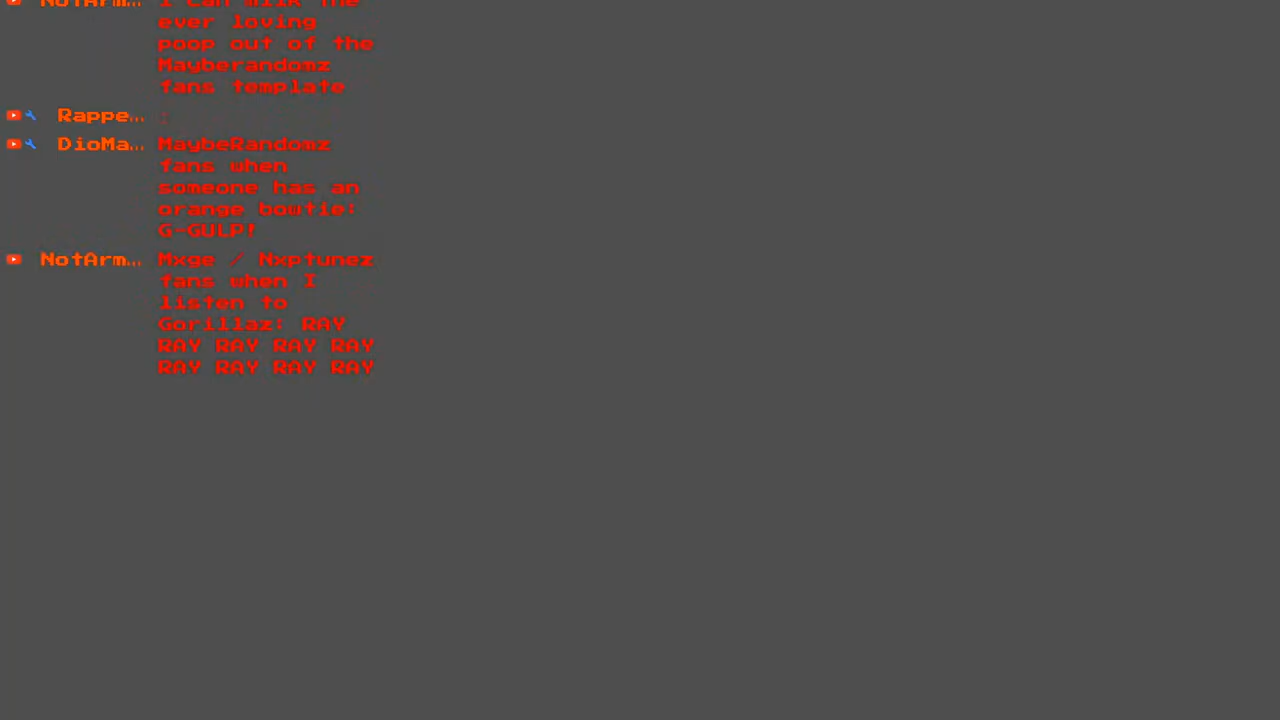 NotArm... I can milk the
ever loving
poop out of the
Mayberandomz
fans template
Rappe... :
DioMa... MaybeRandomz
fans when
someone has an
orange bowtie:
G-GULP!
NotArm... Mxge / Nxptunez
fans when I
listen to
Gorillaz: RAY
RAY RAY RAY RAY
RAY RAY RAY RAY